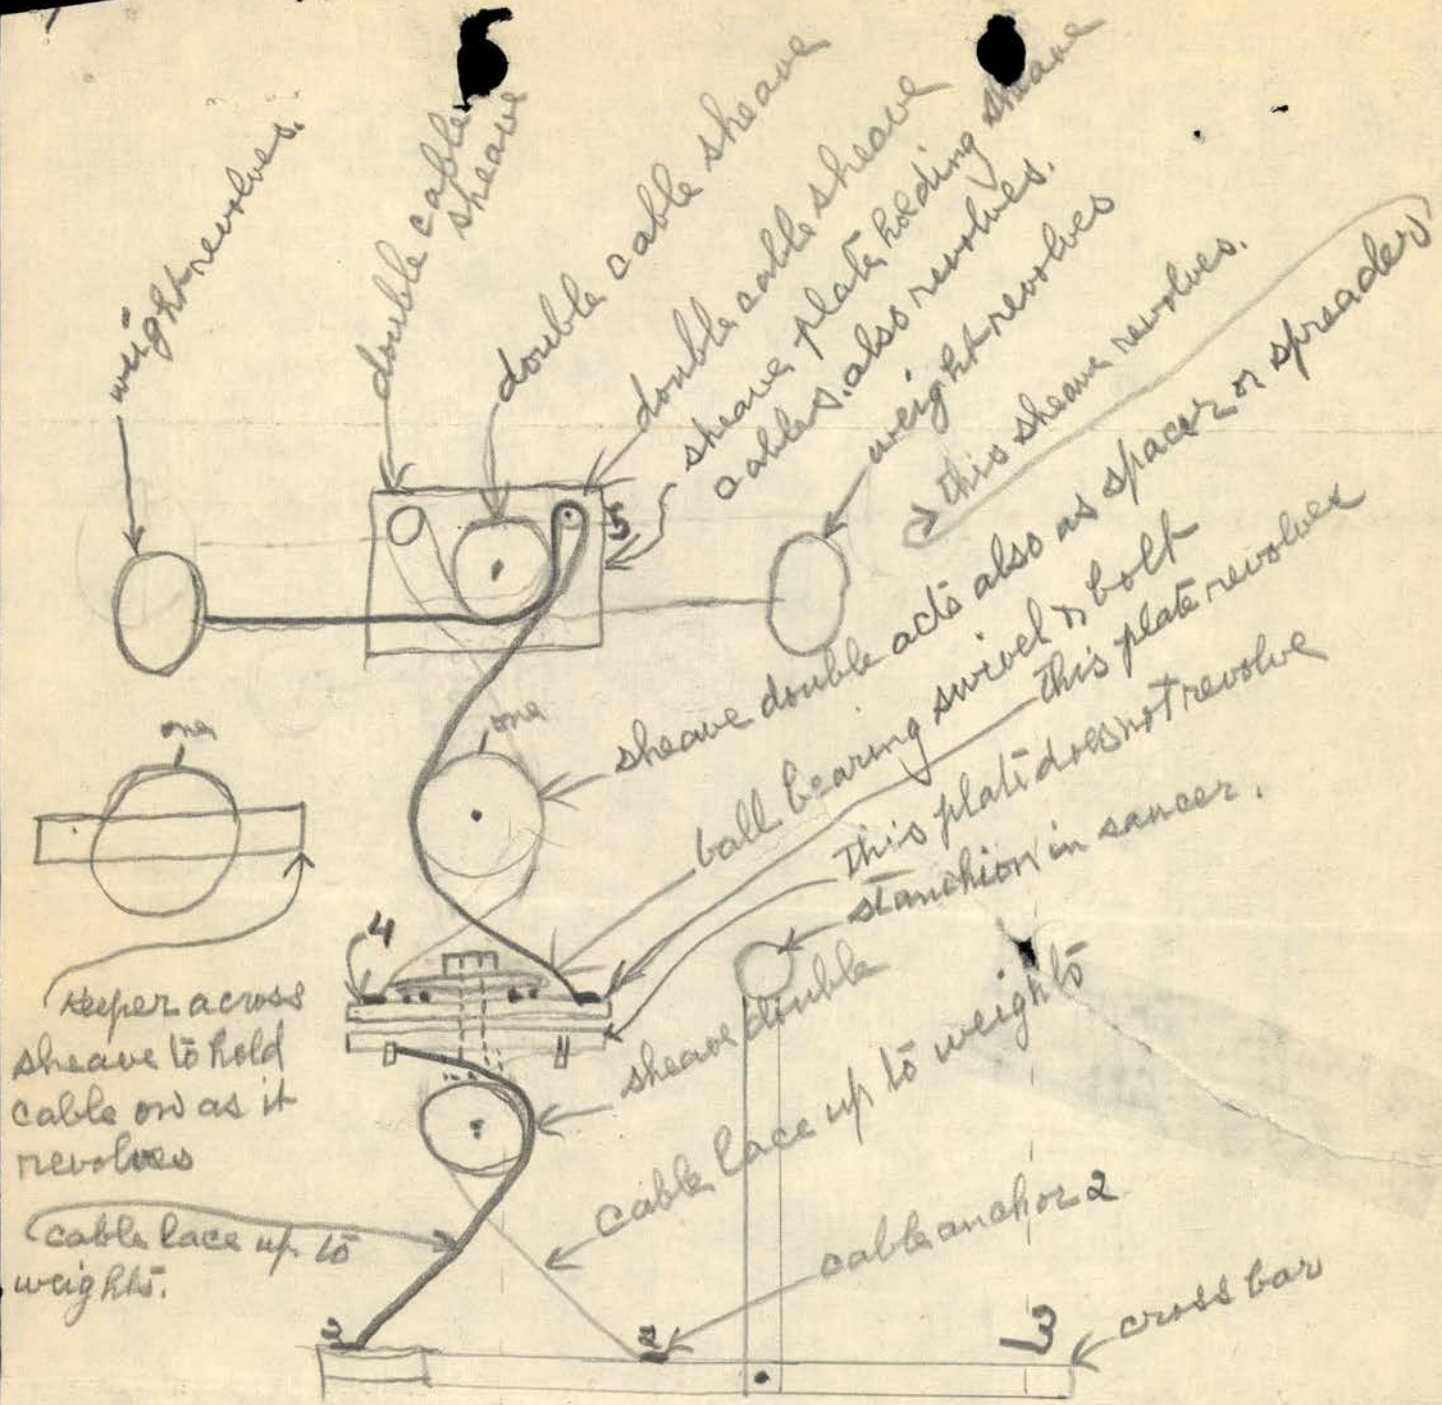 weight revolves.
double cable
sheave
double cable sheave
double cable sheave
sheave plate holding sheave
cables. also revolves.
weight revolves
this sheave revolves.
5
one
one
sheave double acts also as spacer or spreader
ball bearing swivel & bolt
this plate revolves
this plate does not revolve
stanchion in saucer.
4
keeper across
sheave to hold
cable on as it
revolves
sheave double
cable lace up to weights
cable lace up to
weights.
cable anchor 2
2
2
3
cross bar